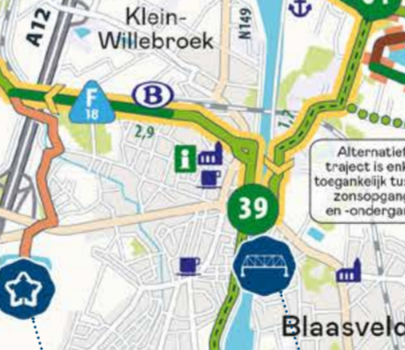 Klein-
Willebroek
A12
N149
F
18
B
2,9
1,2
i
39
Alternatief
traject is enk
toegankelijk tus
zonsopgang
en -ondergan
Blaasveld